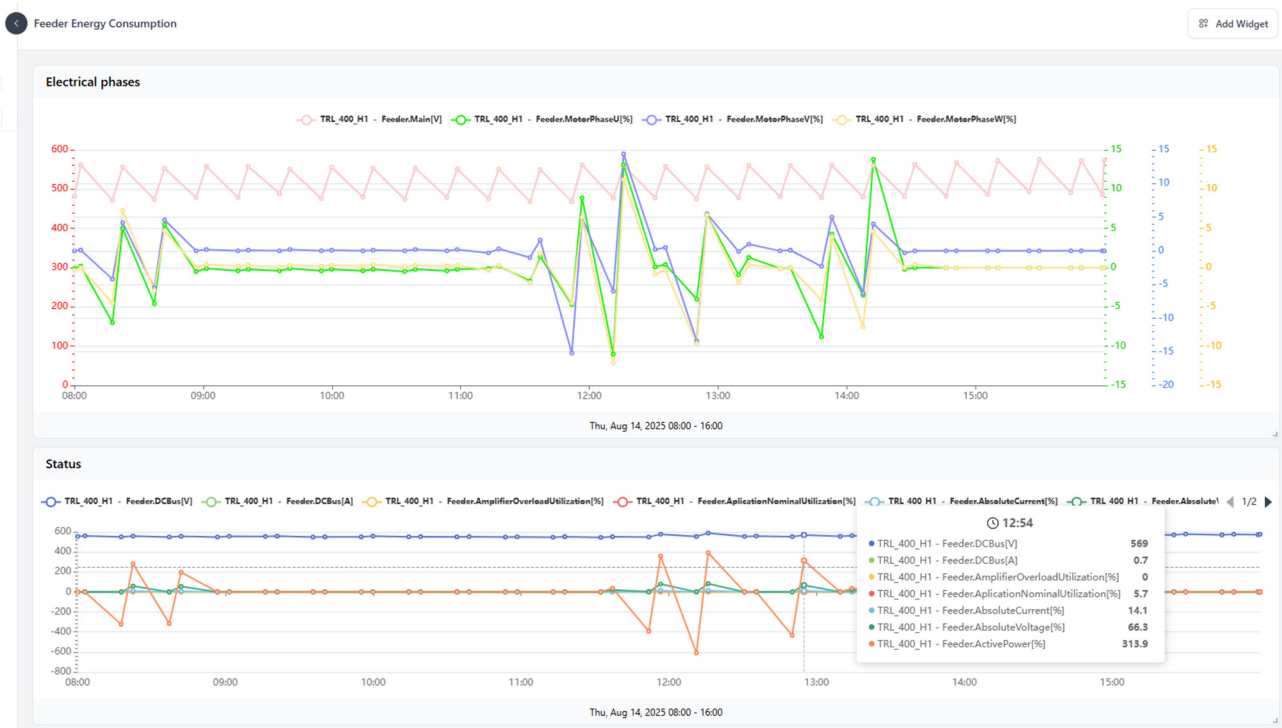 Feeder Energy Consumption
Add Widget
Electrical phases
TRL_400_H1 - Feeder.Main[V] TRL_400_H1 - Feeder.MotorPhaseU[%] TRL_400_H1 - Feeder.MotorPhaseV[%] TRL_400_H1 - Feeder.MotorPhaseW[%]
600 15 15 15
500 10 10 10
400 5 5 5
300 0 0 0
200 -5 -5 -5
100 -10 -10 -10
-15
0 -15 -20 -15
08:00 09:00 10:00 11:00 12:00 13:00 14:00 15:00
Thu, Aug 14, 2025 08:00 - 16:00
Status
TRL_400_H1 - Feeder.DCBus[V] TRL_400_H1 - Feeder.DCBus[A] TRL_400_H1 - Feeder.AmplifierOverloadUtilization[%] TRL_400_H1 - Feeder.AplicationNominalUtilization[%] TRL_400_H1 - Feeder.AbsoluteCurrent[%] TRL_400_H1 - Feeder.Absolute 1/2
12:54
TRL_400_H1 - Feeder.DCBus[V] 569
TRL_400_H1 - Feeder.DCBus[A] 0.7
TRL_400_H1 - Feeder.AmplifierOverloadUtilization[%] 0
TRL_400_H1 - Feeder.AplicationNominalUtilization[%] 5.7
TRL_400_H1 - Feeder.AbsoluteCurrent[%] 14.1
TRL_400_H1 - Feeder.AbsoluteVoltage[%] 66.3
TRL_400_H1 - Feeder.ActivePower[%] 313.9
600
400
200
0
-200
-400
-600
-800
08:00 09:00 10:00 11:00 12:00 13:00 14:00 15:00
Thu, Aug 14, 2025 08:00 - 16:00